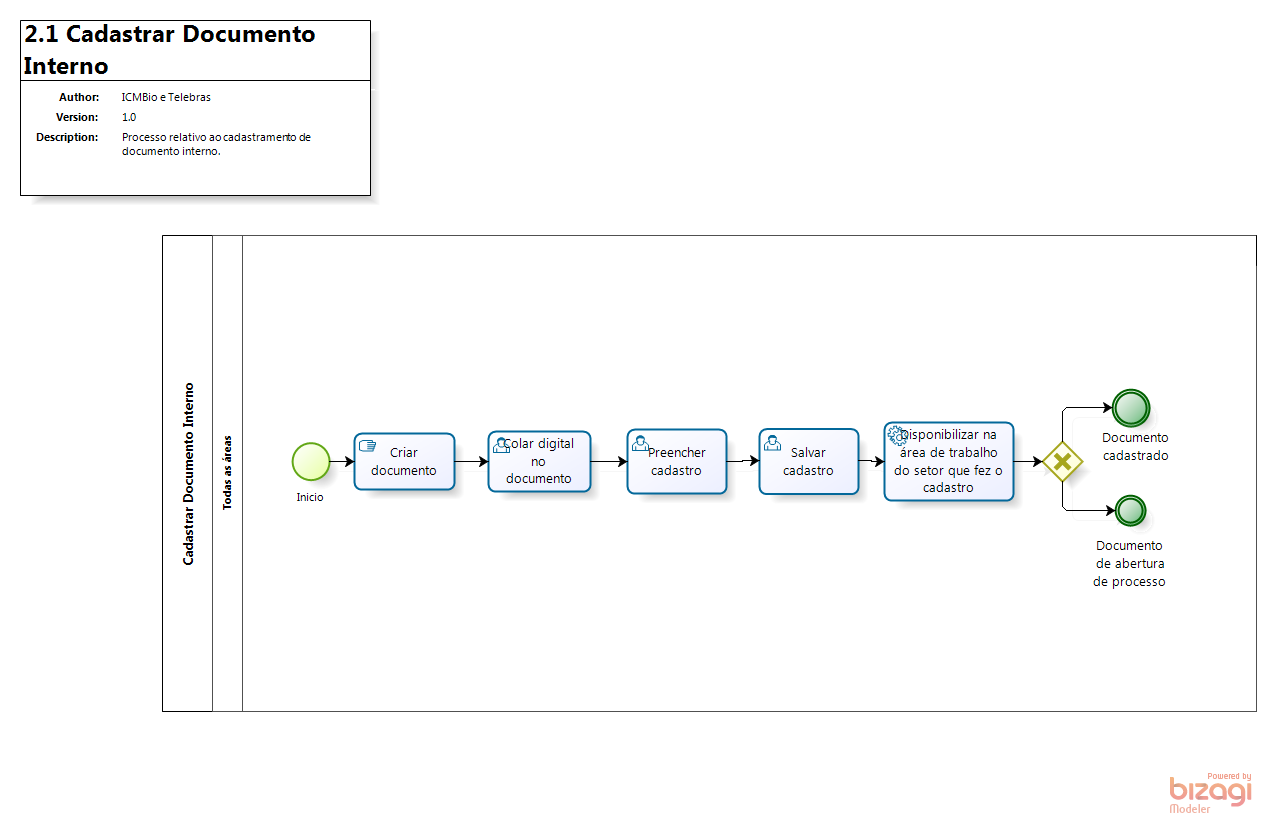 2.1 Cadastrar Documento
Interno
Author: ICMBio e Telebras
Version: 1.0
Description: Processo relativo ao cadastramento de
documento interno.
Cadastrar Documento Interno
Todas as áreas
Inicio
Criar
documento
Colar digital
no
documento
Preencher
cadastro
Salvar
cadastro
Disponibilizar na
área de trabalho
do setor que fez o
cadastro
Documento
cadastrado
Documento
de abertura
de processo
Powered by
bizagi
Modeler